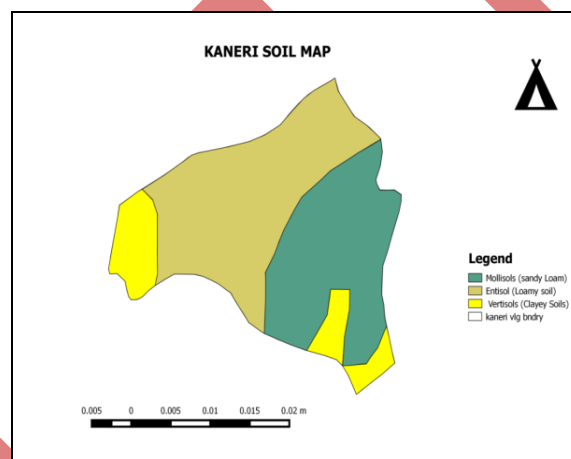 KANERI SOIL MAP
Legend
Mollisols (sandy Loam)
Entisol (Loamy soil)
Vertisols (Clayey Soils)
kaneri vlg bndry
0.005 0 0.005 0.01 0.015 0.02 m